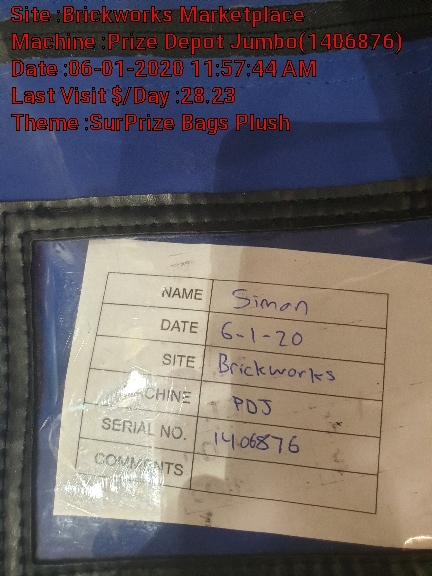 Site :Brickworks Marketplace
Machine :Prize Depot Jumbo(1406876)
Date :06-01-2020 11:57:44 AM
Last Visit $/Day :28.23
Theme :SurPrize Bags Plush
NAME Simon
DATE 6-1-20
SITE Brickworks
MACHINE PDJ
SERIAL NO. 1406876
COMMENTS